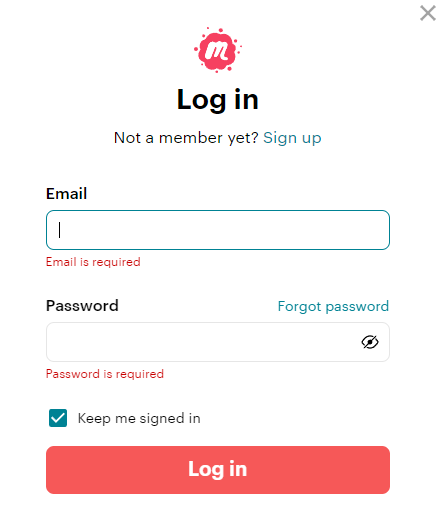 m
Log in
Not a member yet? Sign up
Email
Email is required
Password Forgot password
Password is required
Keep me signed in
Log in